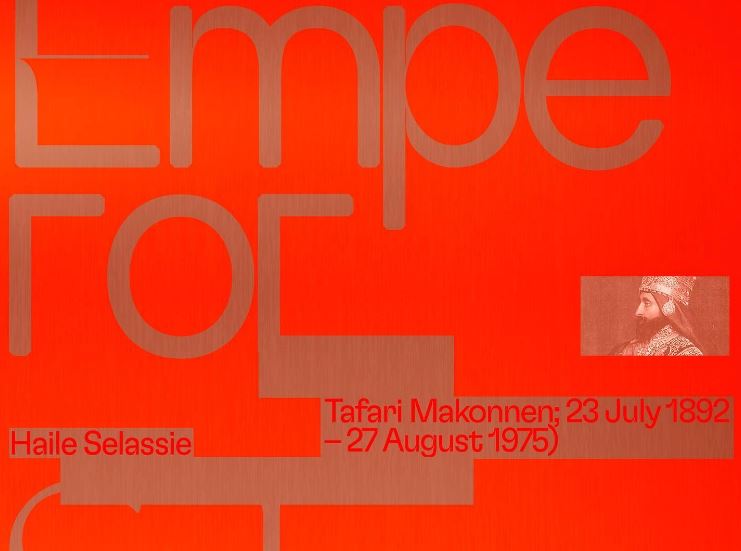 Empe
ror
Tafari Makonnen; 23 July 1892
– 27 August 1975)
Haile Selassie